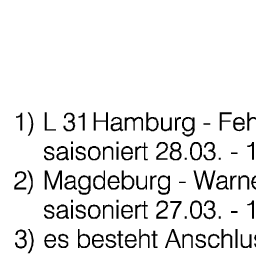 1) L 31 Hamburg - Feh
saisoniert 28.03. - 1
2) Magdeburg - Warne
saisoniert 27.03. - 1
3) es besteht Anschlus